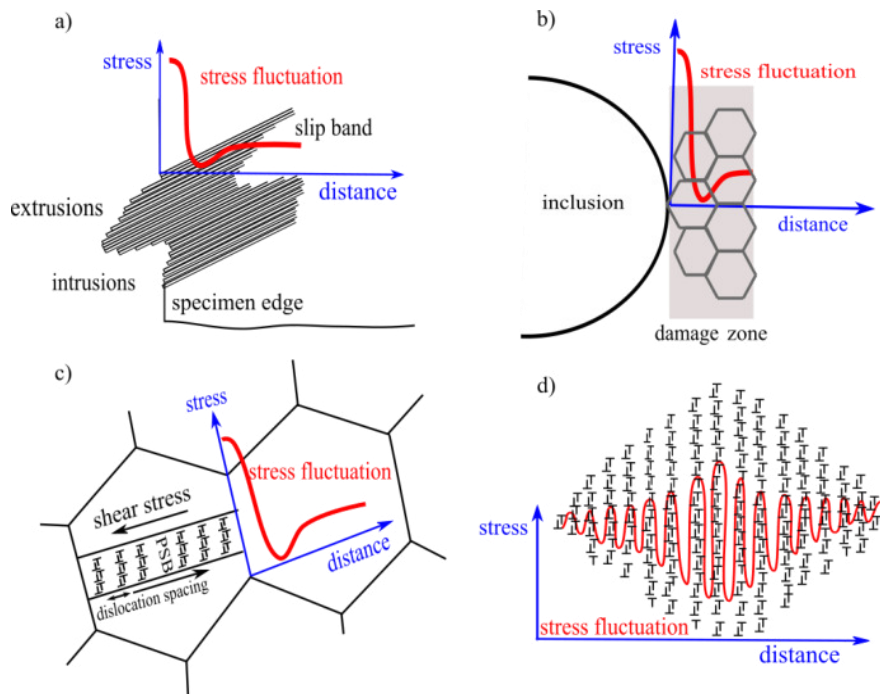 a)
stress
stress fluctuation
slip band
distance
extrusions
intrusions
specimen edge
b)
stress
stress fluctuation
inclusion
distance
damage zone
c)
stress
stress fluctuation
shear stress
PSB
distance
dislocation spacing
d)
stress
stress fluctuation
distance